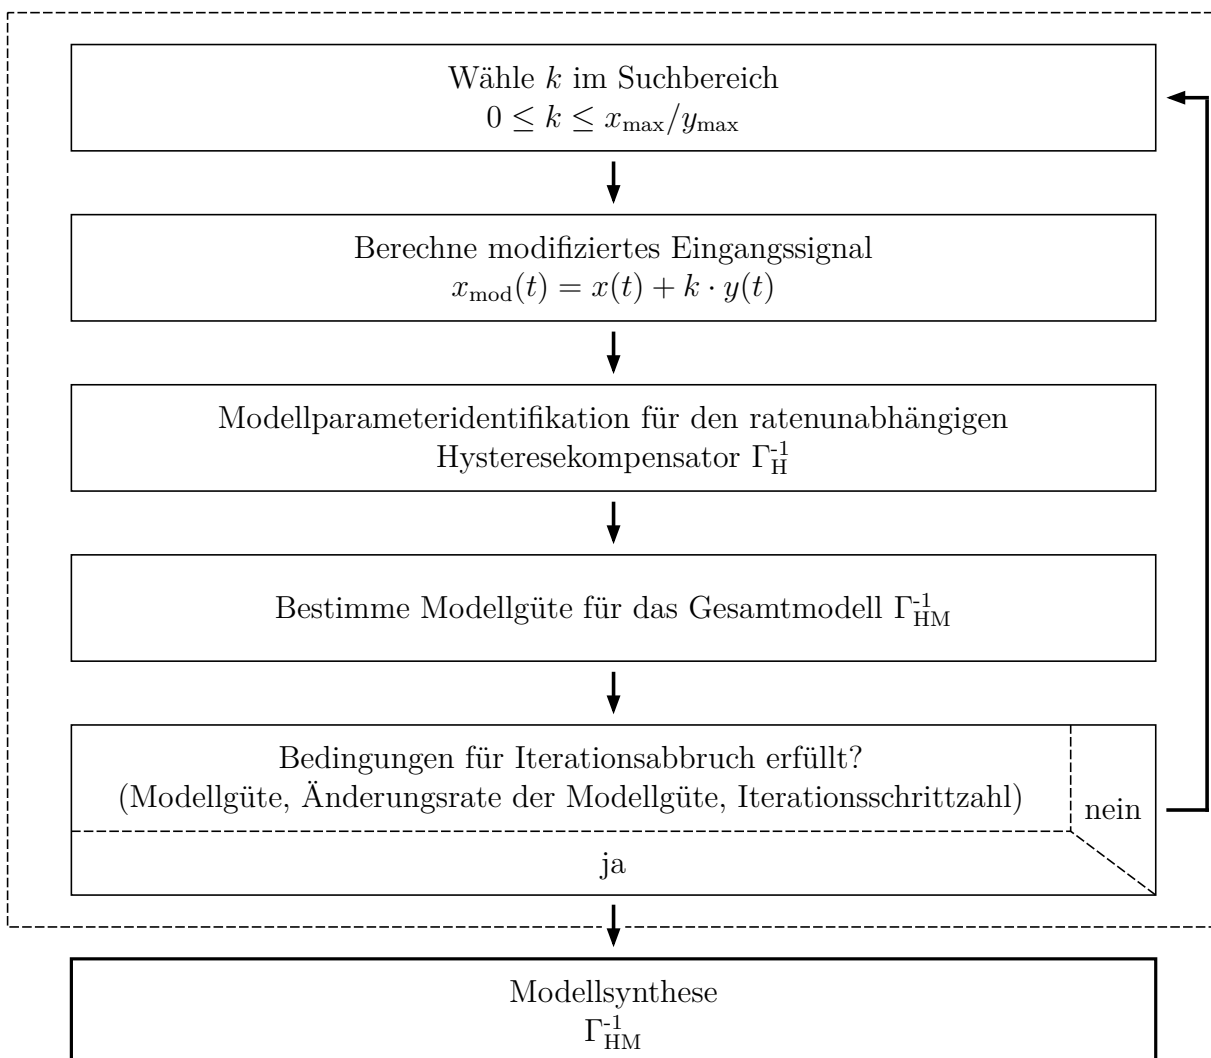 Wähle k im Suchbereich
0 ≤ k ≤ x_max/y_max
Berechne modifiziertes Eingangssignal
x_mod(t) = x(t) + k · y(t)
Modellparameteridentifikation für den ratenunabhängigen
Hysteresekompensator Γ_H^-1
Bestimme Modellgüte für das Gesamtmodell Γ_HM^-1
Bedingungen für Iterationsabbruch erfüllt?
(Modellgüte, Änderungsrate der Modellgüte, Iterationsschrittzahl)
nein
ja
Modellsynthese
Γ_HM^-1